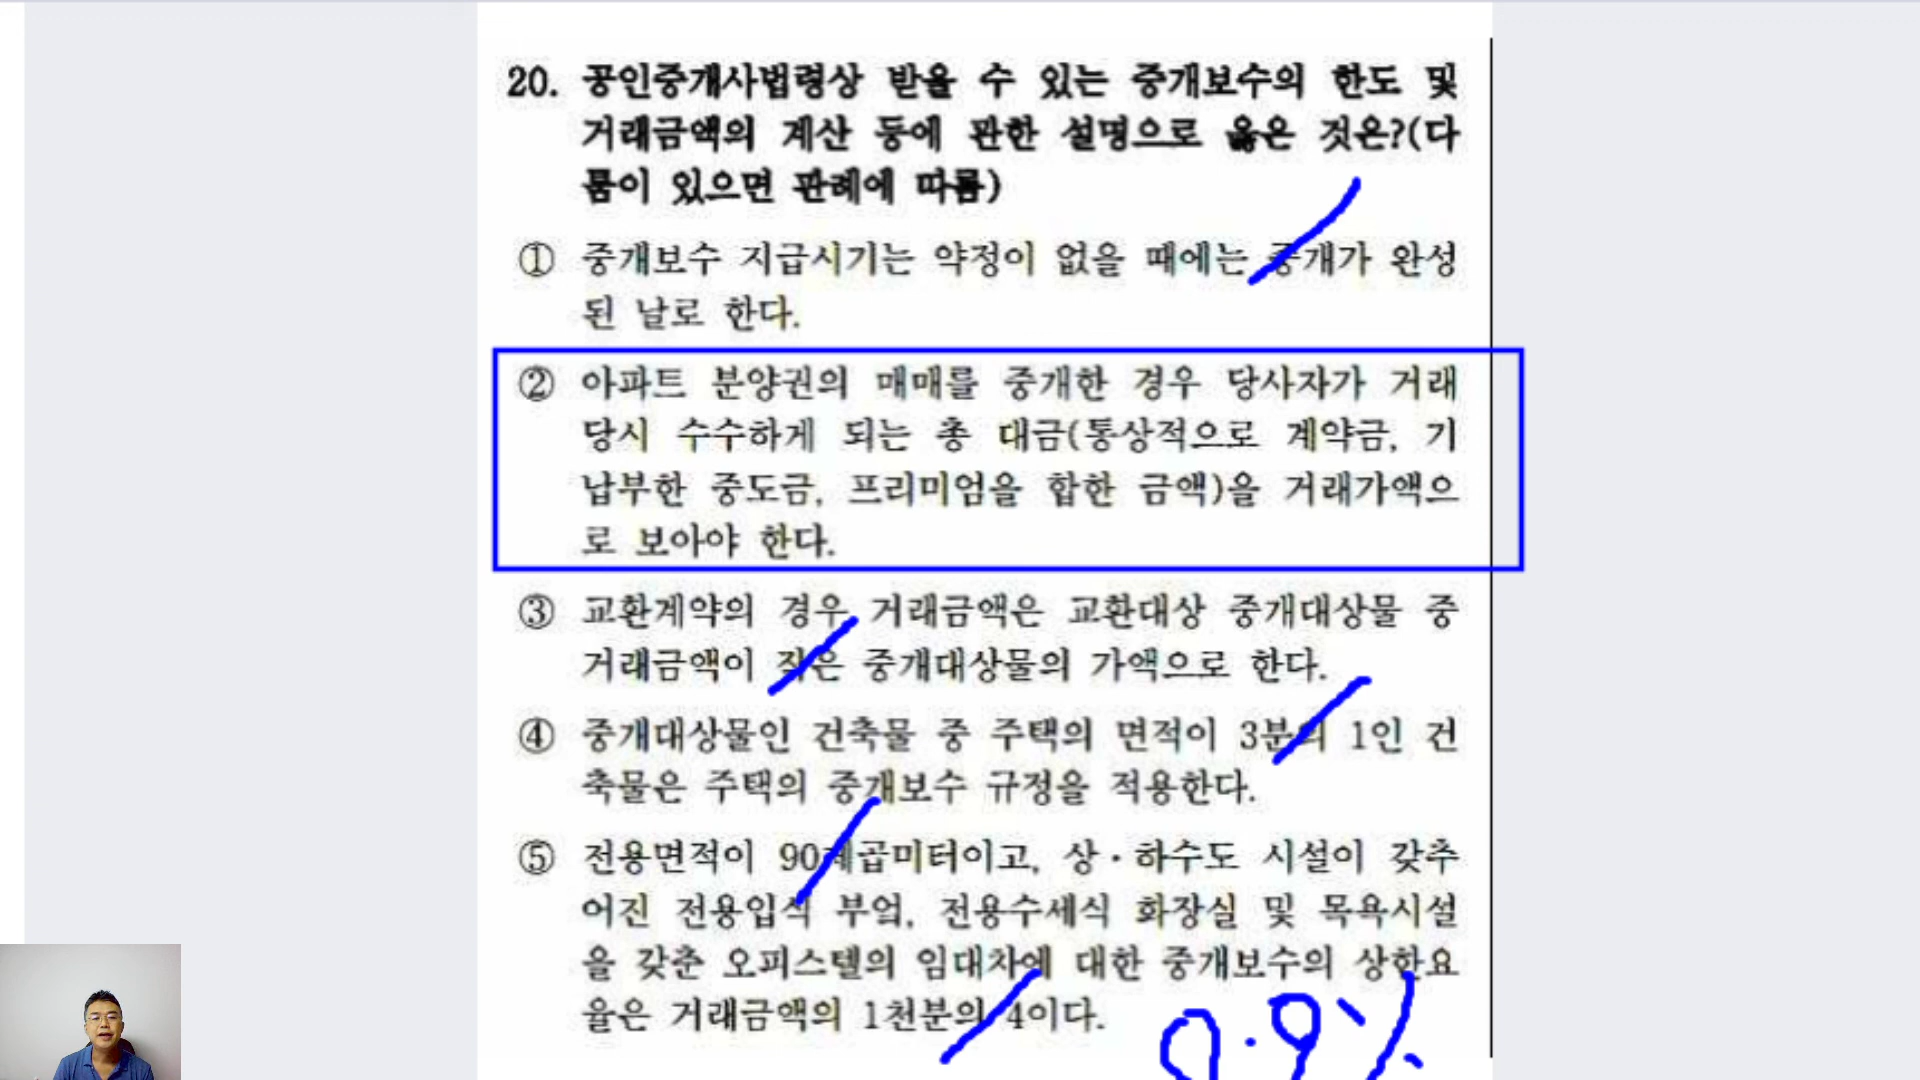 20. 공인중개사법령상 받을 수 있는 중개보수의 한도 및
거래금액의 계산 등에 관한 설명으로 옳은 것은?(다
툼이 있으면 판례에 따름)
① 중개보수 지급시기는 약정이 없을 때에는 중개가 완성
된 날로 한다.
② 아파트 분양권의 매매를 중개한 경우 당사자가 거래
당시 수수하게 되는 총 대금(통상적으로 계약금, 기
납부한 중도금, 프리미엄을 합한 금액)을 거래가액으
로 보아야 한다.
③ 교환계약의 경우 거래금액은 교환대상 중개대상물 중
거래금액이 작은 중개대상물의 가액으로 한다.
④ 중개대상물인 건축물 중 주택의 면적이 3분의 1인 건
축물은 주택의 중개보수 규정을 적용한다.
⑤ 전용면적이 90제곱미터이고, 상·하수도 시설이 갖추
어진 전용입식 부엌, 전용수세식 화장실 및 목욕시설
을 갖춘 오피스텔의 임대차에 대한 중개보수의 상한요
율은 거래금액의 1천분의 4이다.
0.9%